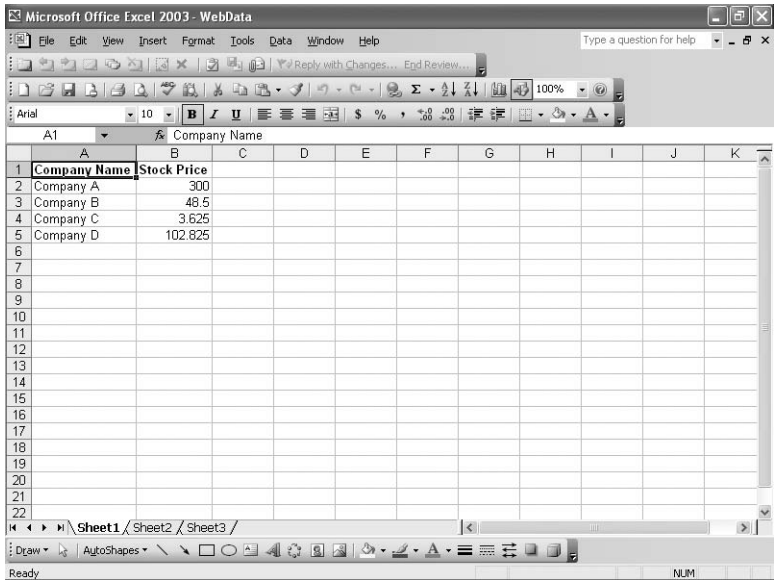 Microsoft Office Excel 2003 - WebData
File Edit View Insert Format Tools Data Window Help Type a question for help
Reply with Changes... End Review...
100%
Arial 10 B I U $ % ,
A1 fx Company Name
A B C D E F G H I J K
1 Company Name Stock Price
2 Company A 300
3 Company B 48.5
4 Company C 3.625
5 Company D 102.825
6
7
8
9
10
11
12
13
14
15
16
17
18
19
20
21
22
Sheet1 Sheet2 Sheet3
Draw AutoShapes A
Ready NUM